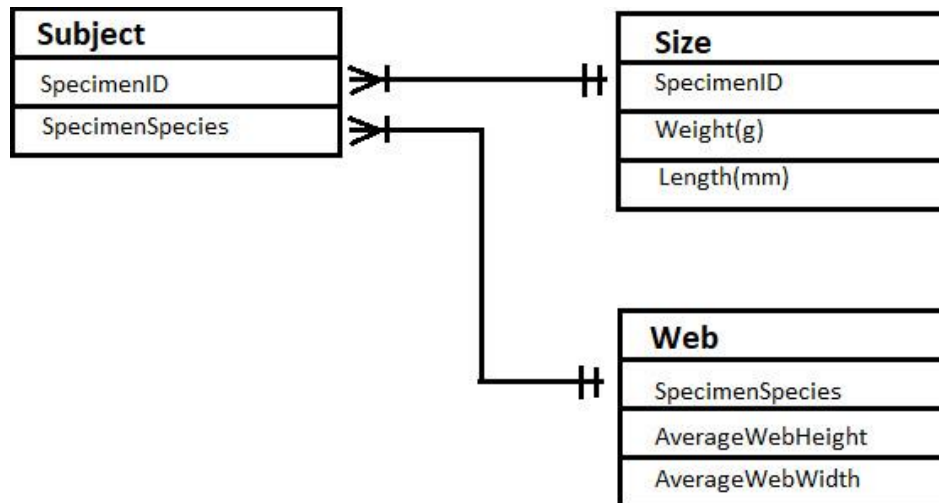 Subject
SpecimenID
SpecimenSpecies
Size
SpecimenID
Weight(g)
Length(mm)
Web
SpecimenSpecies
AverageWebHeight
AverageWebWidth